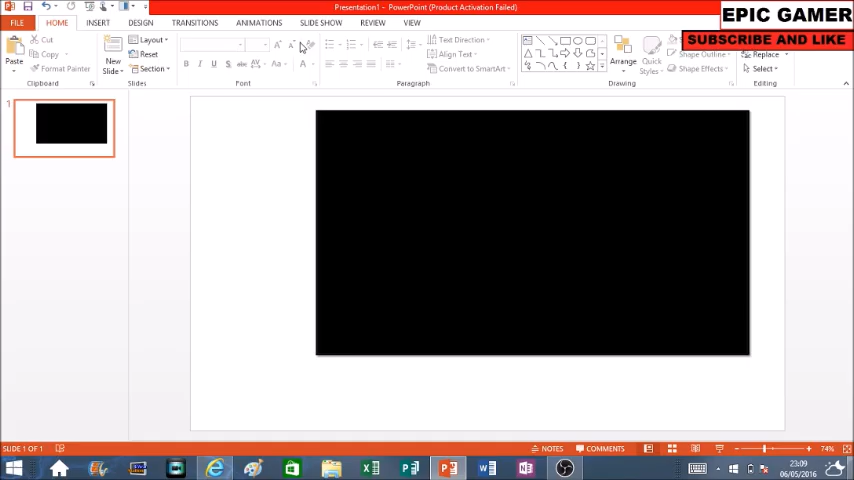 Presentation1 - PowerPoint (Product Activation Failed)
EPIC GAMER
SUBSCRIBE AND LIKE
FILE HOME INSERT DESIGN TRANSITIONS ANIMATIONS SLIDE SHOW REVIEW VIEW
Cut
Copy
Format Painter
Paste
Clipboard
New
Slide
Layout
Reset
Section
Slides
B I U S abc AV Aa A
Font
Text Direction
Align Text
Convert to SmartArt
Paragraph
Arrange
Quick
Styles
Shape Effects
Replace
Select
Editing
1
SLIDE 1 OF 1
NOTES
COMMENTS
74%
23:09
06/05/2016